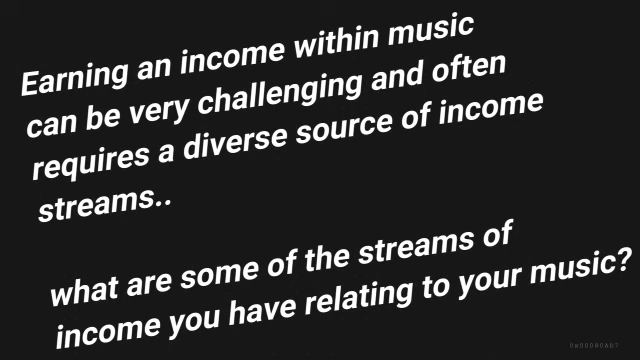 Earning an income within music
can be very challenging and often
requires a diverse source of income
streams..
what are some of the streams of
income you have relating to your music?